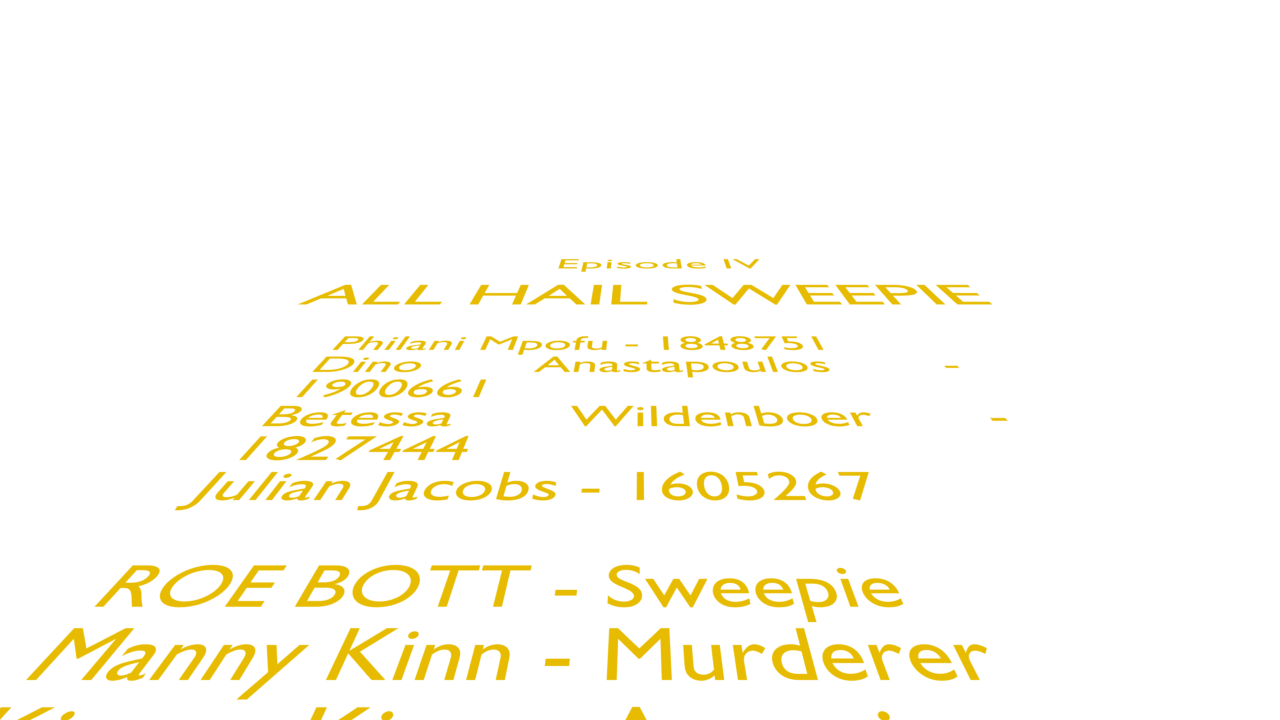 Episode IV
ALL HAIL SWEEPIE
Philani Mpofu - 1848751
Dino Anastapoulos -
1900661
Betessa Wildenboer -
1827444
Julian Jacobs - 1605267
ROE BOTT - Sweepie
Manny Kinn - Murderer